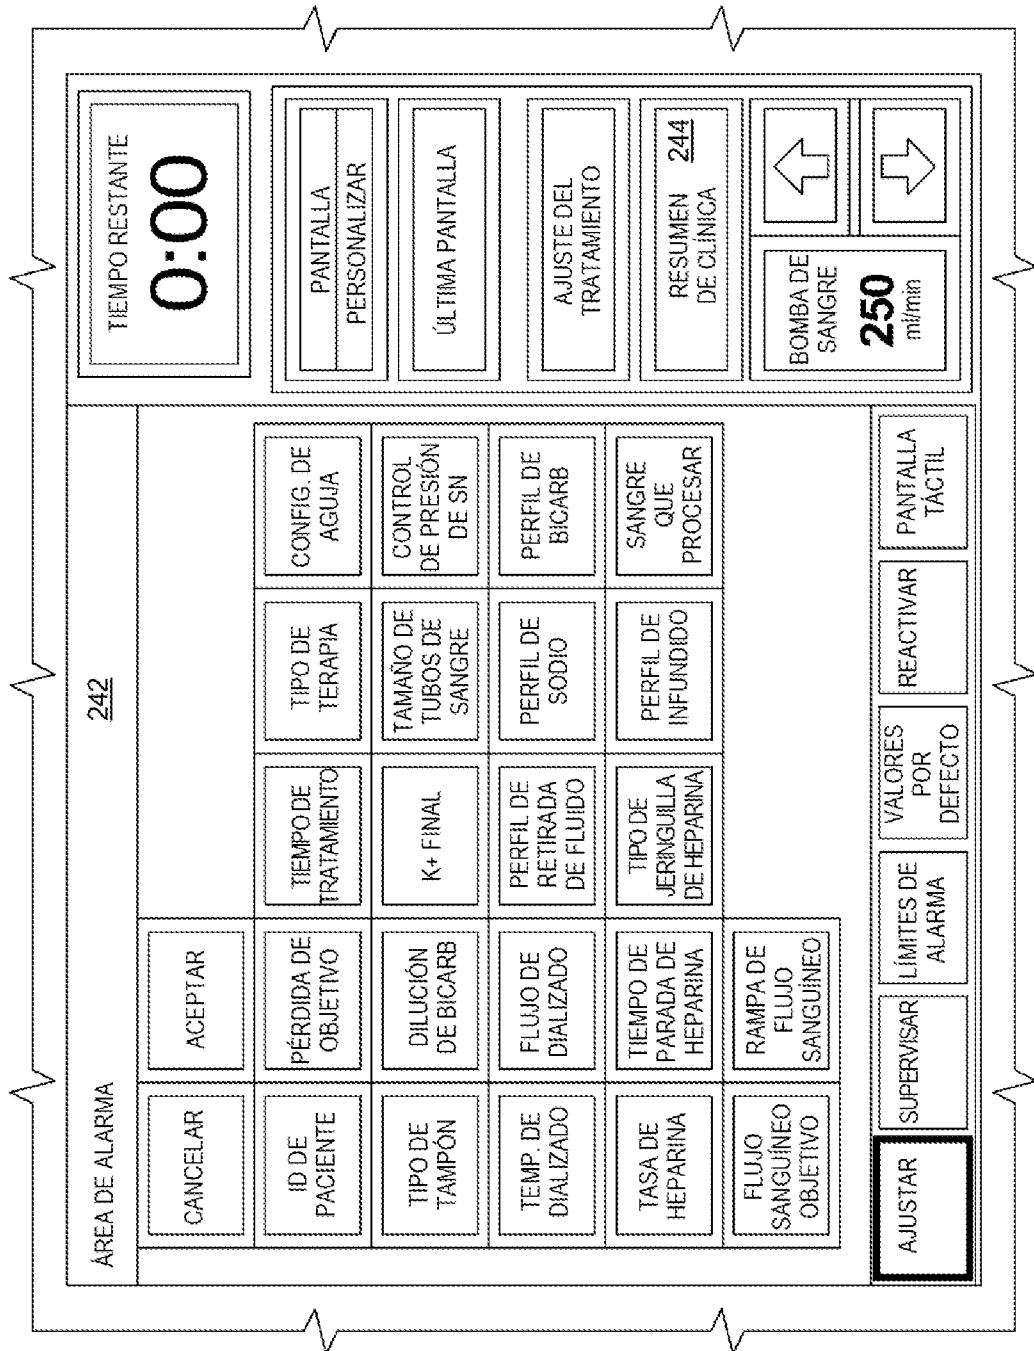 ÁREA DE ALARMA
242
TIEMPO RESTANTE
0:00
CANCELAR
ACEPTAR
ID DE
PACIENTE
PÉRDIDA DE
OBJETIVO
TIEMPO DE
TRATAMIENTO
TIPO DE
TERAPIA
CONFIG. DE
AGUJA
TIPO DE
TAMPÓN
DILUCIÓN
DE BICARB
K+ FINAL
TAMAÑO DE
TUBOS DE
SANGRE
CONTROL
DE PRESIÓN
DE SN
TEMP. DE
DIALIZADO
FLUJO DE
DIALIZADO
PERFIL DE
RETIRADA
DE FLUIDO
PERFIL DE
SODIO
PERFIL DE
BICARB
TASA DE
HEPARINA
TIEMPO DE
PARADA DE
HEPARINA
TIPO DE
JERINGUILLA
DE HEPARINA
PERFIL DE
INFUNDIDO
SANGRE
QUE
PROCESAR
FLUJO
SANGUÍNEO
OBJETIVO
RAMPA DE
FLUJO
SANGUÍNEO
PANTALLA
PERSONALIZAR
ÚLTIMA PANTALLA
AJUSTE DEL
TRATAMIENTO
RESUMEN
DE CLÍNICA
244
BOMBA DE
SANGRE
250
ml/min
AJUSTAR
SUPERVISAR
LÍMITES DE
ALARMA
VALORES
POR
DEFECTO
REACTIVAR
PANTALLA
TÁCTIL